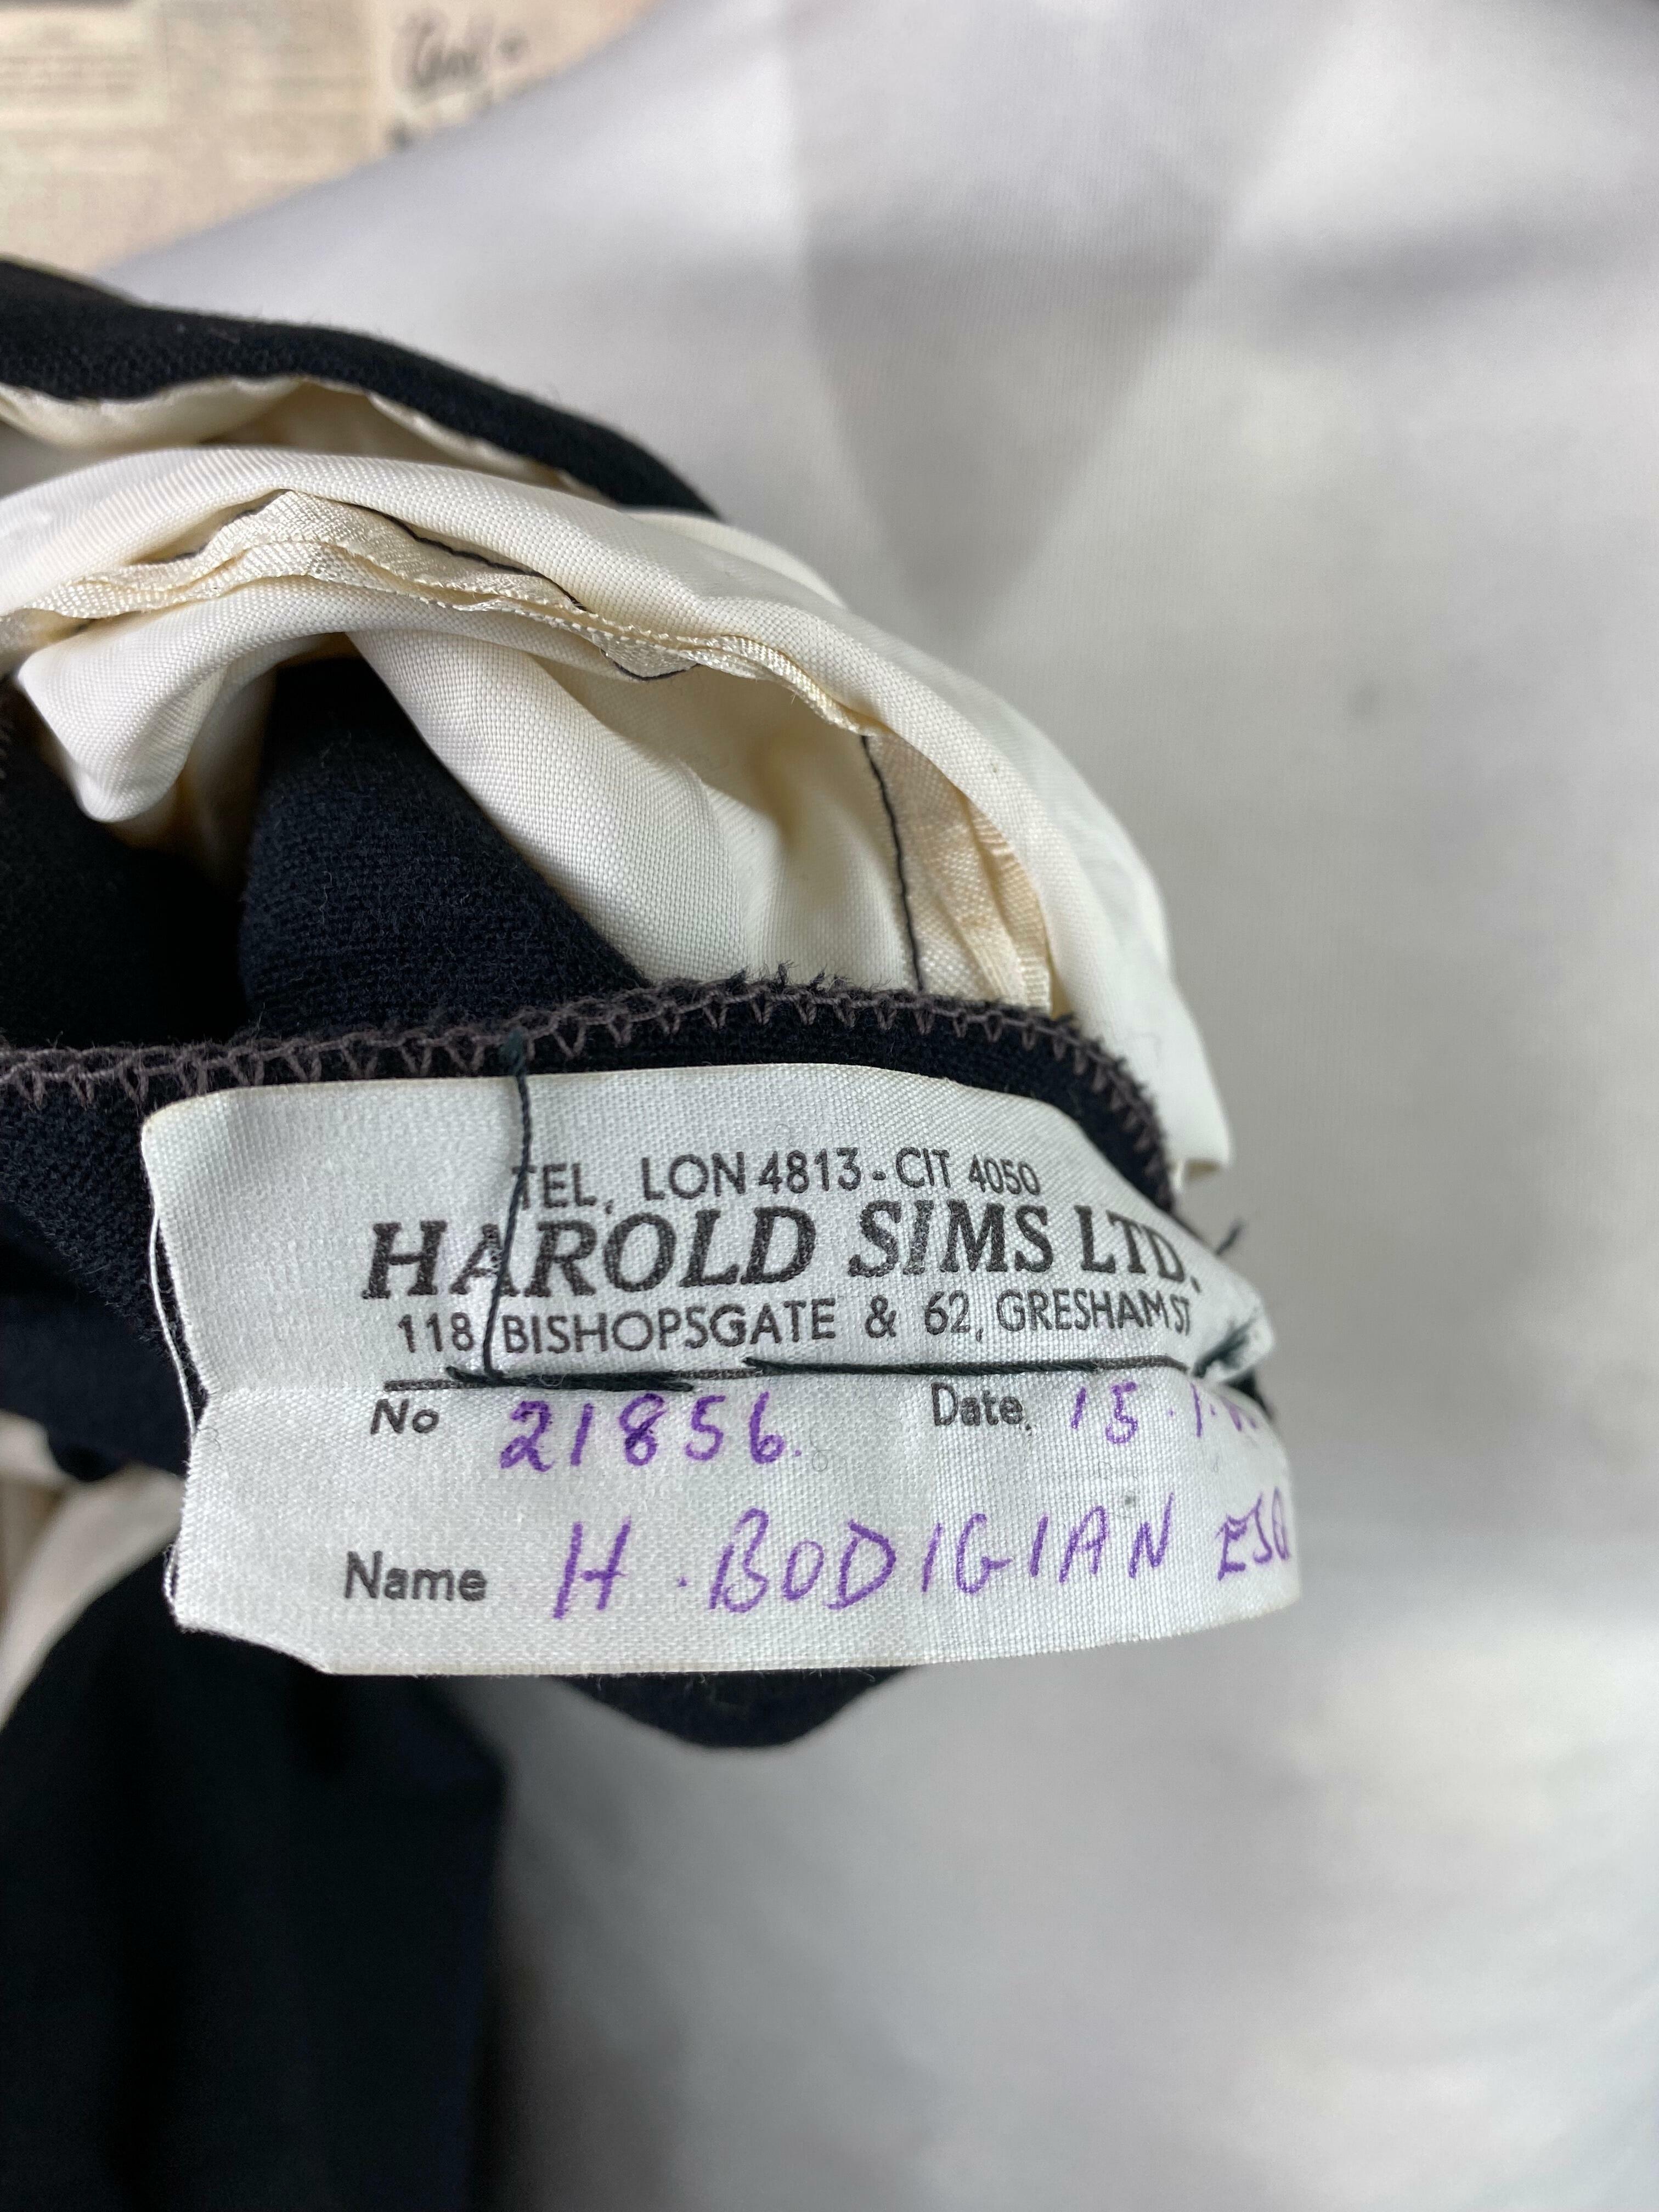 TEL. LON 4813-CIT 4050
HAROLD SIMS LTD.
118, BISHOPSGATE & 62, GRESHAM ST
No 21856. Date. 15.1.
Name H. BODIGIAN ESQ